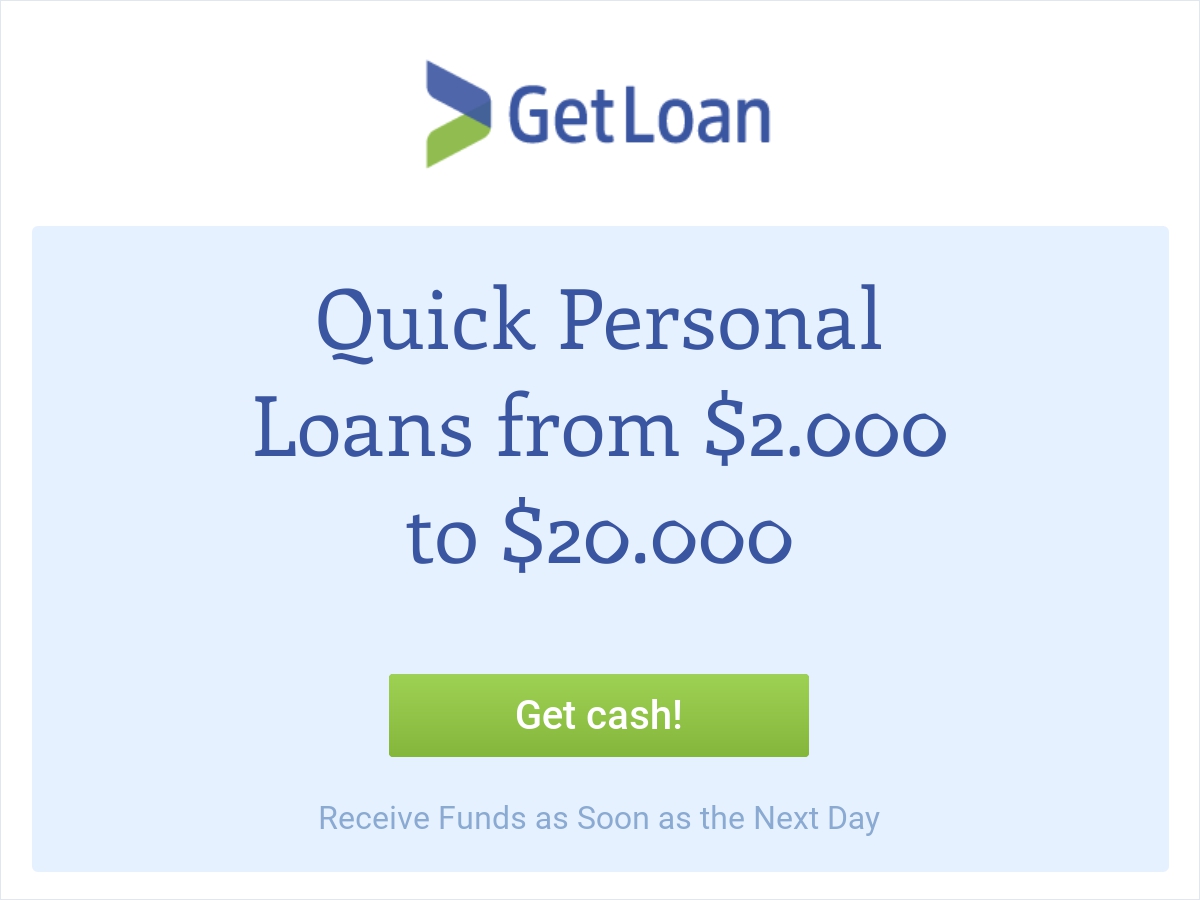 GetLoan
Quick Personal
Loans from $2.000
to $20.000
Get cash!
Receive Funds as Soon as the Next Day